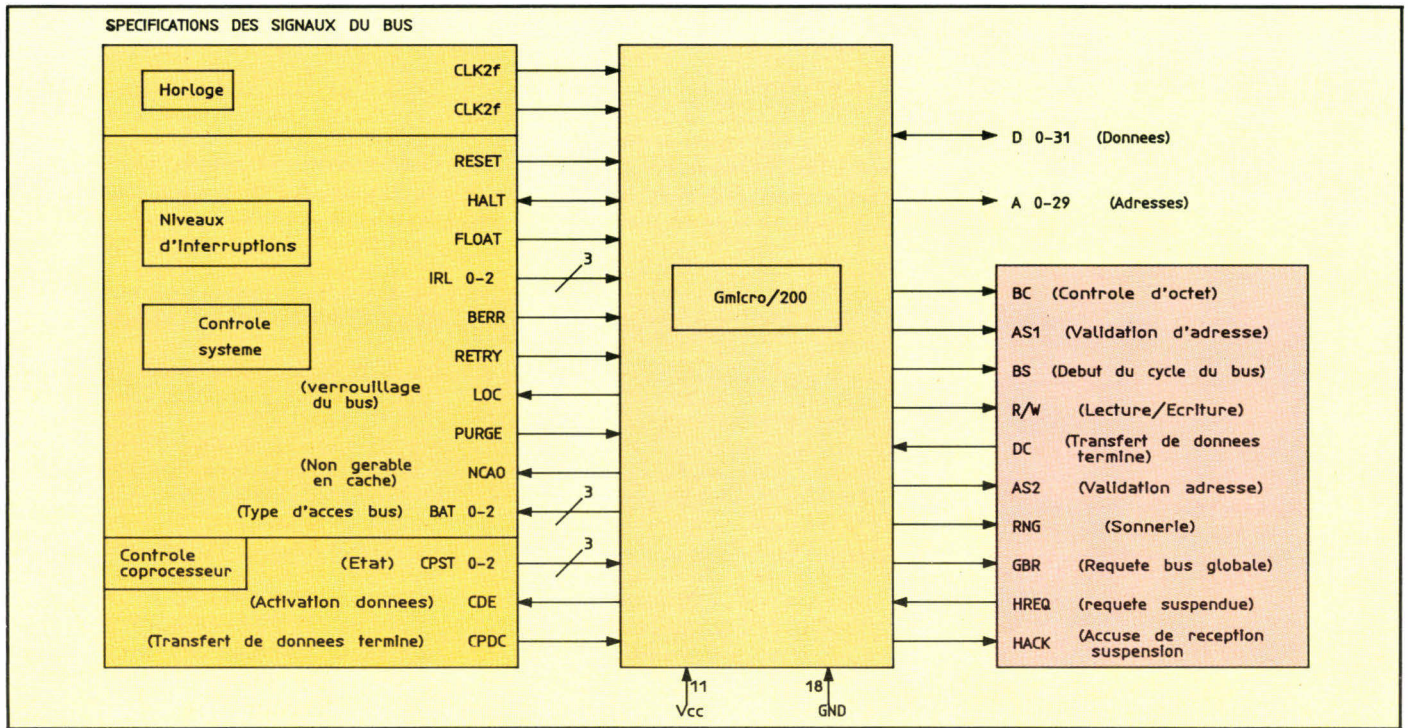 SPECIFICATIONS DES SIGNAUX DU BUS
Horloge
CLK2f
CLK2f
RESET
Niveaux
d'interruptions
HALT
FLOAT
IRL 0-2
3
Controle
systeme
BERR
RETRY
(verrouillage
du bus)
LOC
PURGE
(Non gerable
en cache)
NCAO
(Type d'acces bus) BAT 0-2
3
Controle
coprocesseur
(Etat) CPST 0-2
3
(Activation donnees) CDE
(Transfert de donnees termine) CPDC
Gmicro/200
11
Vcc
18
GND
D 0-31 (Donnees)
A 0-29 (Adresses)
BC (Controle d'octet)
AS1 (Validation d'adresse)
BS (Debut du cycle du bus)
R/W (Lecture/Ecriture)
DC (Transfert de donnees
termine)
AS2 (Validation adresse)
RNG (Sonnerie)
GBR (Requete bus globale)
HREQ (requete suspendue)
HACK (Accuse de reception
suspension